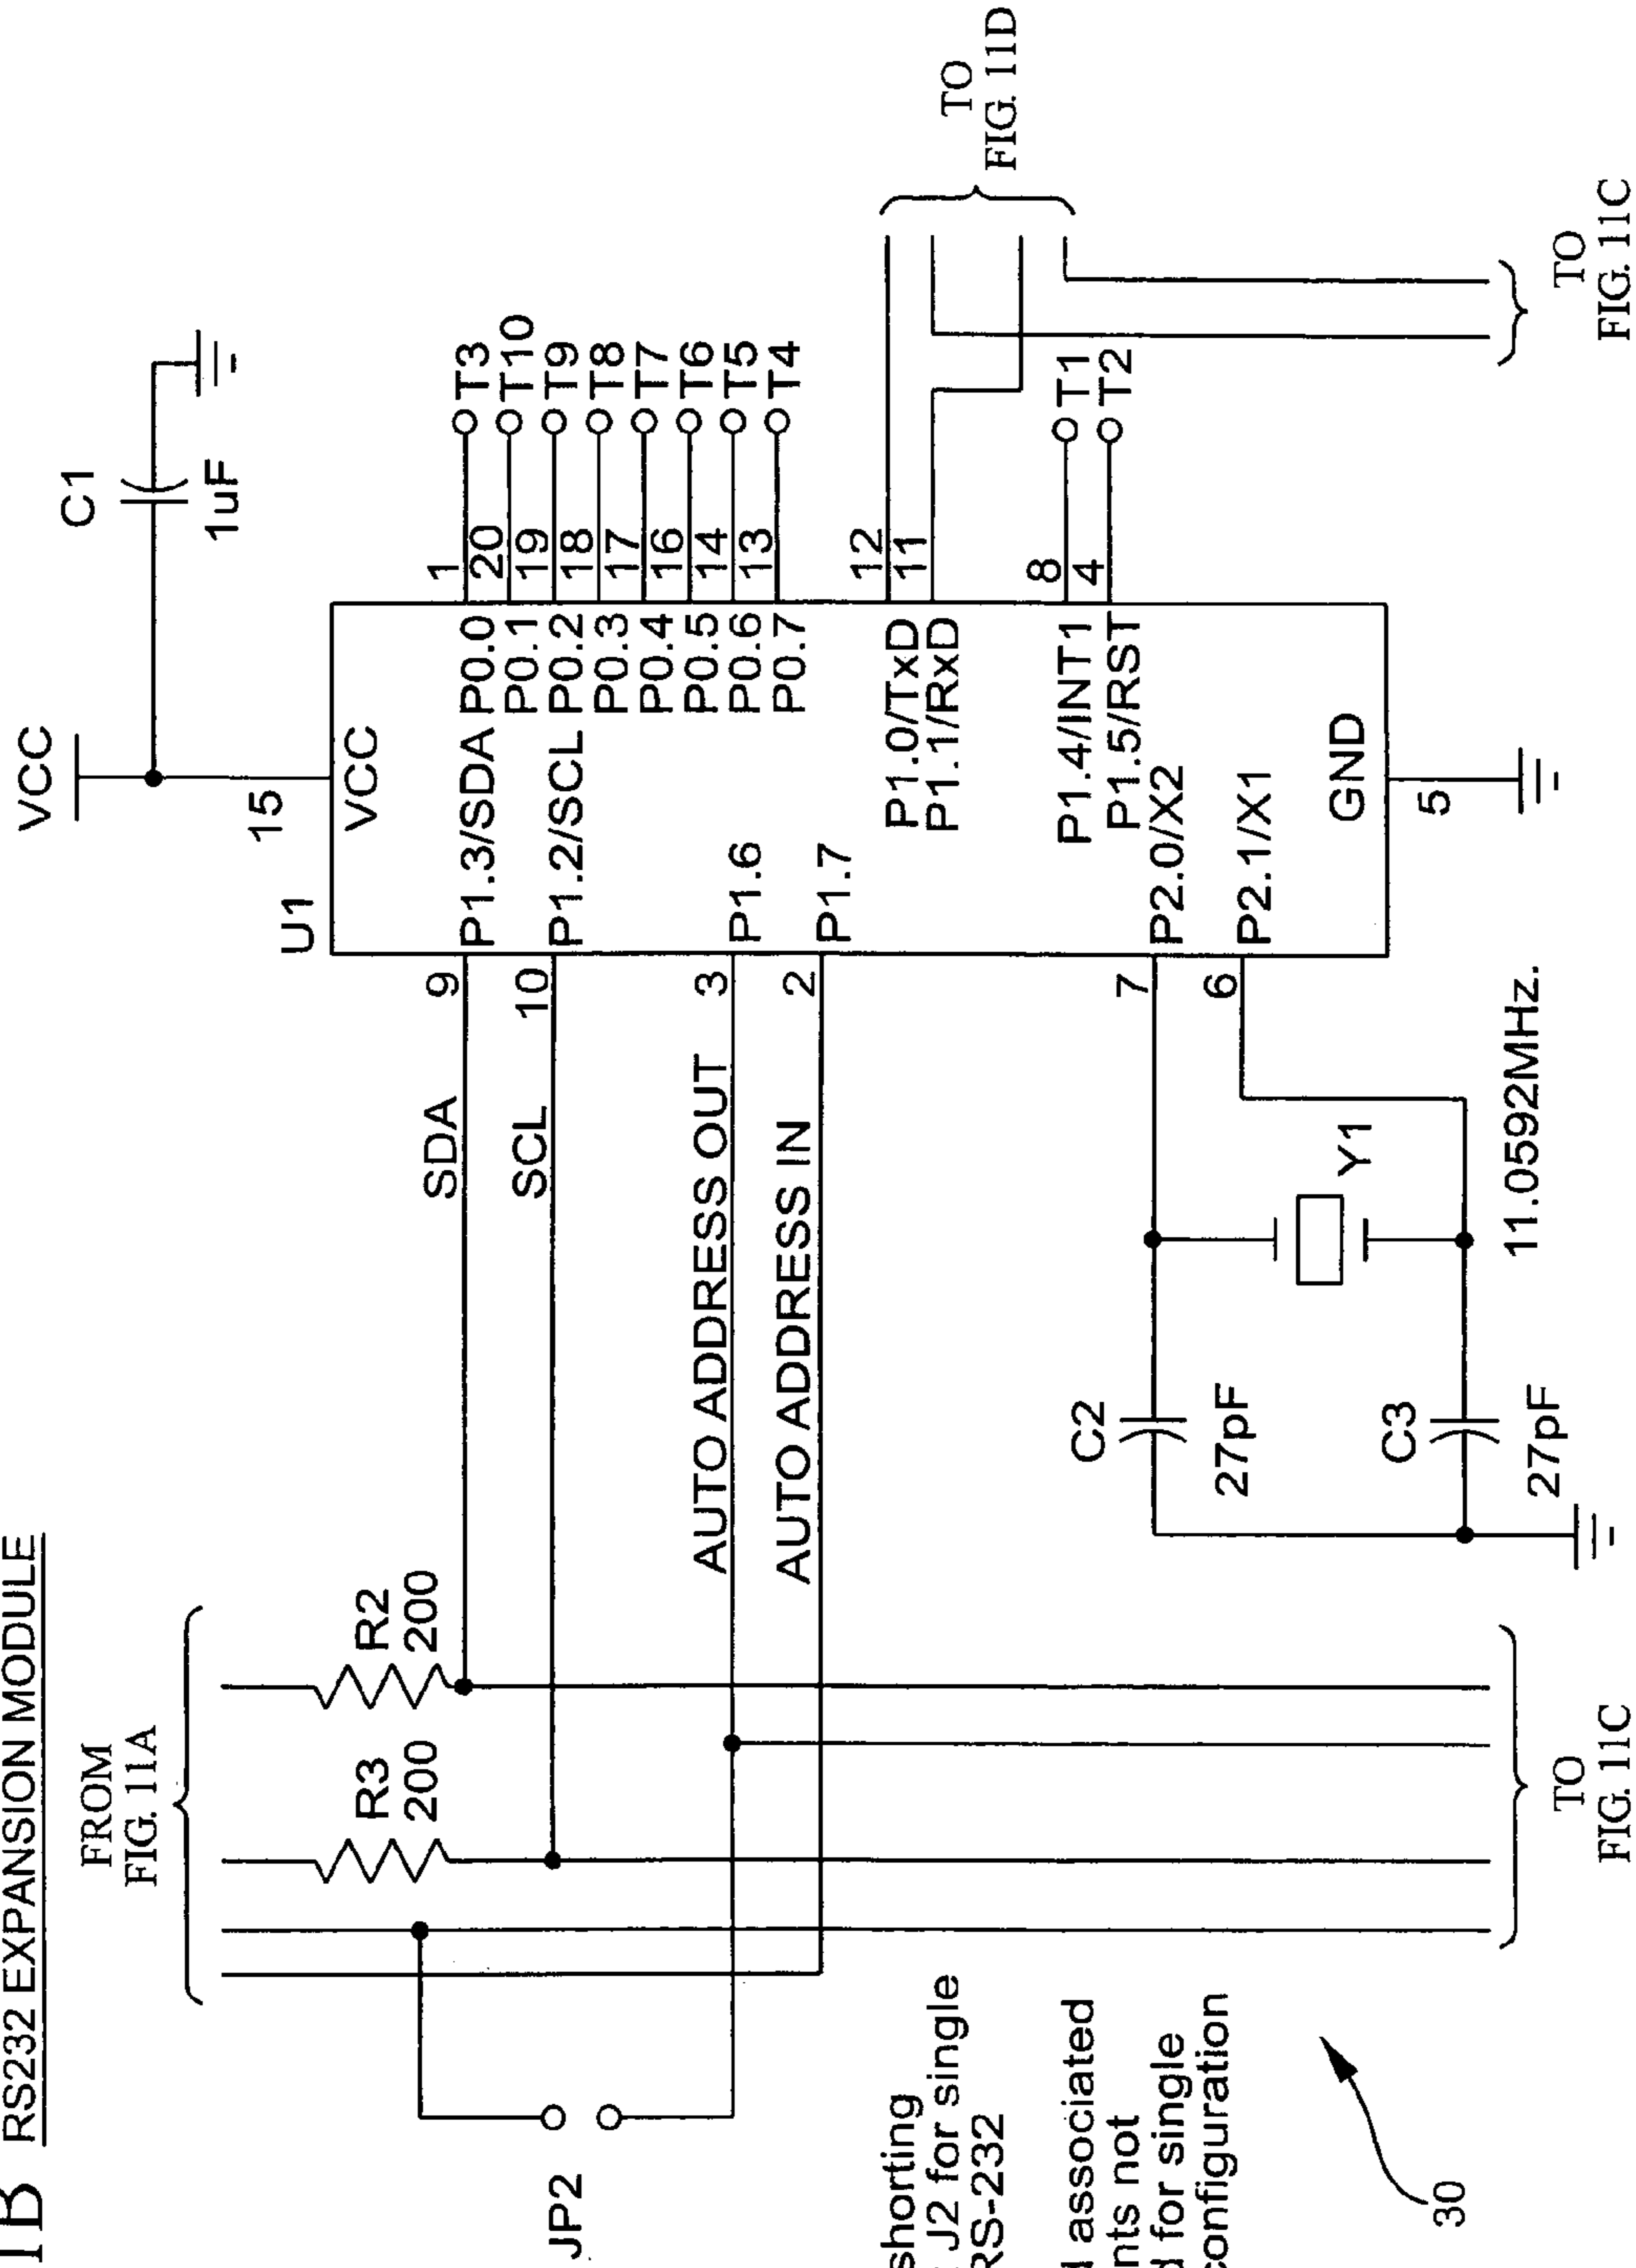 RS232 EXPANSION MODULE
FROM
FIG. 11A
R3
200
R2
200
JP2
SDA
SCL
AUTO ADDRESS OUT
AUTO ADDRESS IN
9
10
3
2
7
6
U1
VCC
15
C1
1uF
VCC
P1.3/SDA
P1.2/SCL
P1.6
P1.7
P2.0/X2
P2.1/X1
GND
5
P0.0
P0.1
P0.2
P0.3
P0.4
P0.5
P0.6
P0.7
P1.0/TxD
P1.1/RxD
P1.4/INT1
P1.5/RST
1
20
19
18
17
16
14
13
12
11
8
4
T3
T10
T9
T8
T7
T6
T5
T4
T1
T2
TO
FIG. 11D
TO
FIG. 11C
C2
27pF
C3
27pF
Y1
11.0592MHz.
TO
FIG. 11C
shorting
J2 for single
RS-232
associated
not
for single
configuration
30